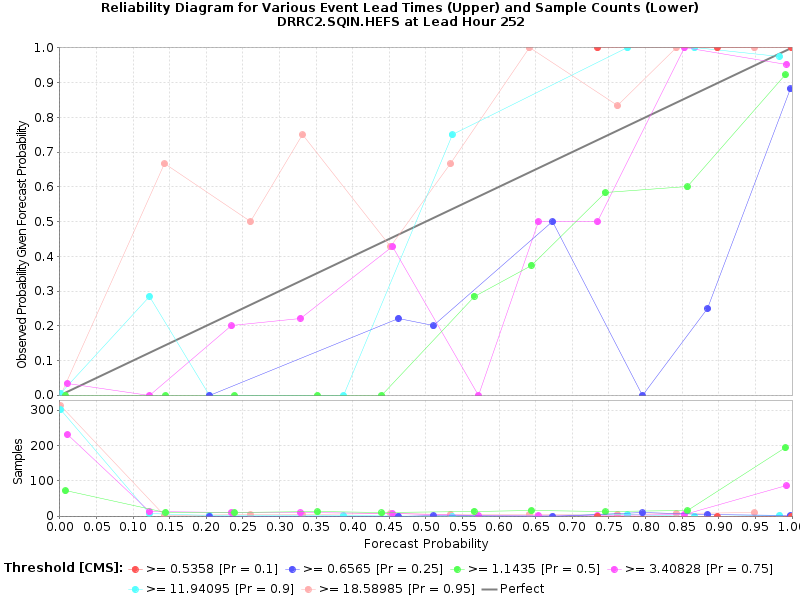 Reliability Diagram for Various Event Lead Times (Upper) and Sample Counts (Lower)
DRRC2.SQIN.HEFS at Lead Hour 252
Observed Probability Given Forecast Probability
1.0
0.9
0.8
0.7
0.6
0.5
0.4
0.3
0.2
0.1
0.0
Samples
300
200
100
0
0.00 0.05 0.10 0.15 0.20 0.25 0.30 0.35 0.40 0.45 0.50 0.55 0.60 0.65 0.70 0.75 0.80 0.85 0.90 0.95 1.0
Forecast Probability
Threshold [CMS]: >= 0.5358 [Pr = 0.1] >= 0.6565 [Pr = 0.25] >= 1.1435 [Pr = 0.5] >= 3.40828 [Pr = 0.75]
>= 11.94095 [Pr = 0.9] >= 18.58985 [Pr = 0.95] Perfect